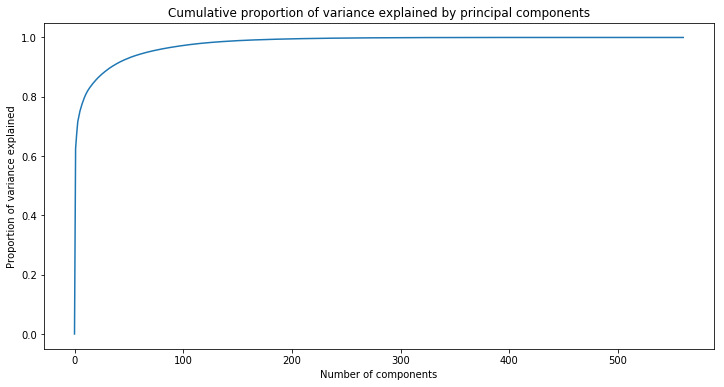 Cumulative proportion of variance explained by principal components
1.0
0.8
0.6
0.4
0.2
0.0
Proportion of variance explained
0 100 200 300 400 500
Number of components